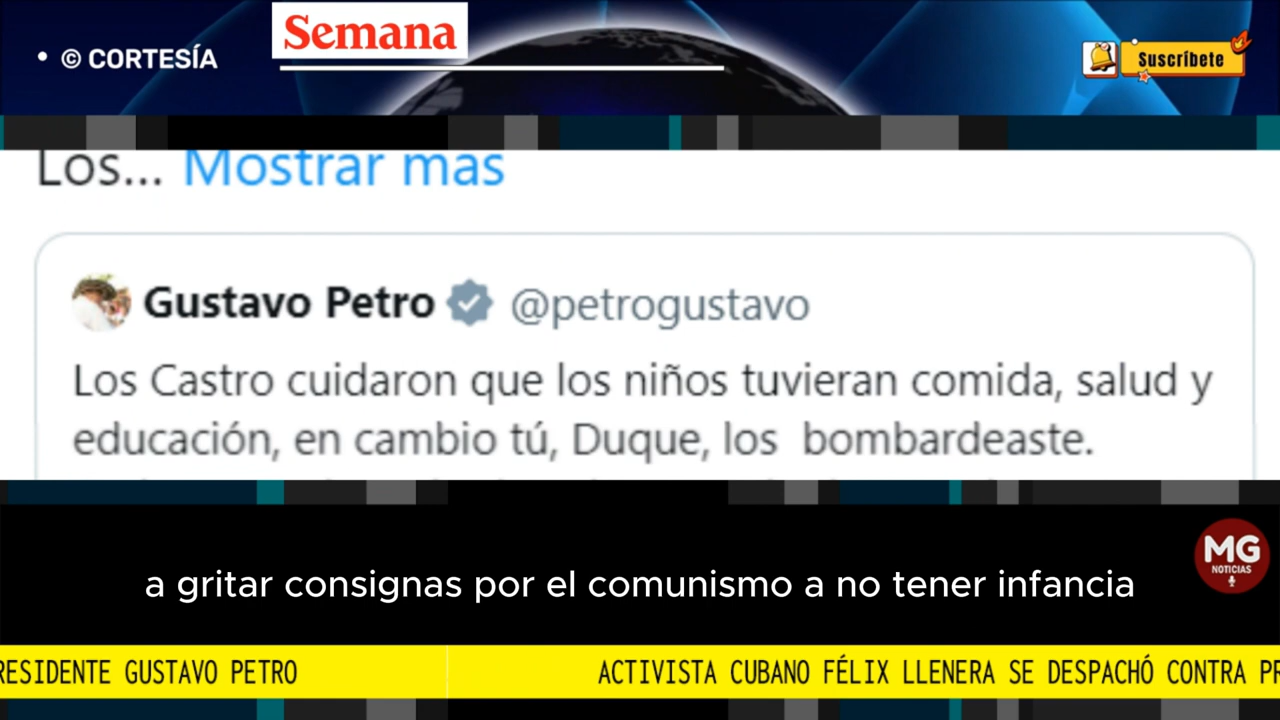 • © CORTESÍA
Semana
Suscríbete
Los... Mostrar más
Gustavo Petro @petrogustavo
Los Castro cuidaron que los niños tuvieran comida, salud y
educación, en cambio tú, Duque, los bombardeaste.
MG
NOTICIAS
a gritar consignas por el comunismo a no tener infancia
RESIDENTE GUSTAVO PETRO ACTIVISTA CUBANO FÉLIX LLENERA SE DESPACHÓ CONTRA PR